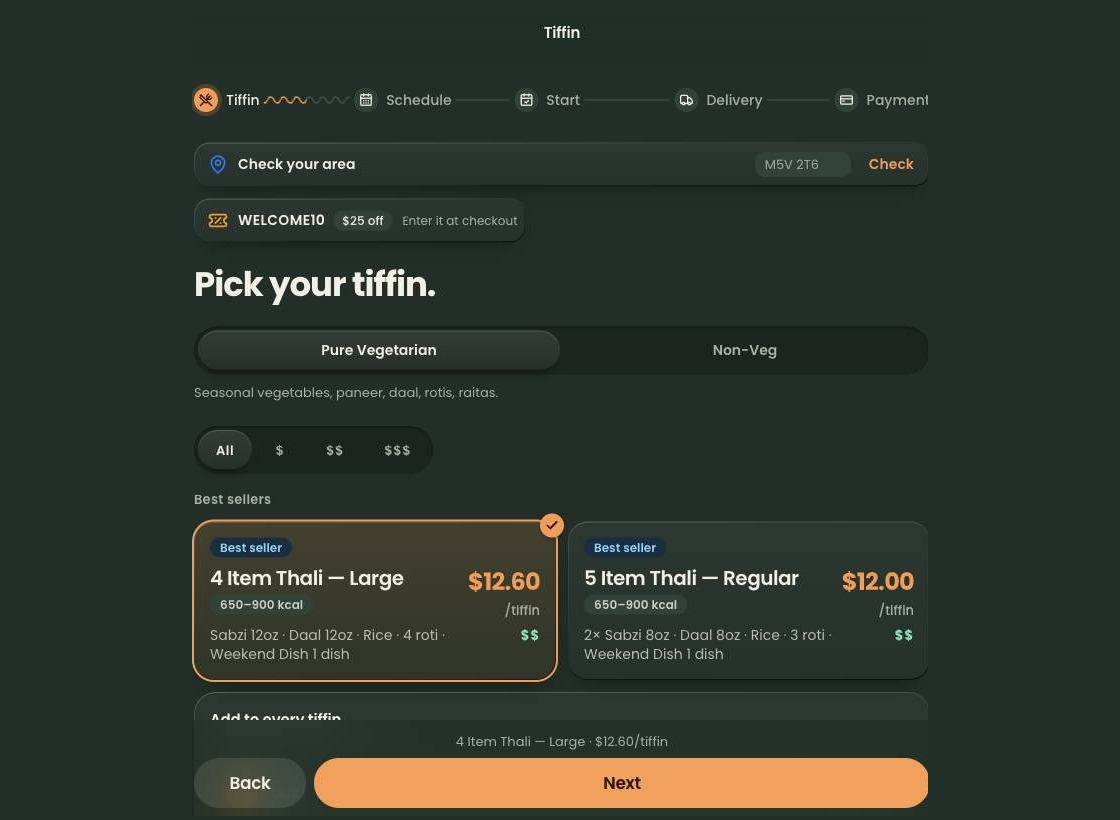 Tiffin
Tiffin Schedule Start Delivery Payment
Check your area M5V 2T6 Check
WELCOME10 $25 off Enter it at checkout
Pick your tiffin.
Pure Vegetarian Non-Veg
Seasonal vegetables, paneer, daal, rotis, raitas.
All $ $$ $$$
Best sellers
Best seller
4 Item Thali — Large $12.60
650–900 kcal /tiffin
Sabzi 12oz · Daal 12oz · Rice · 4 roti · $$
Weekend Dish 1 dish
Best seller
5 Item Thali — Regular $12.00
650–900 kcal /tiffin
2× Sabzi 8oz · Daal 8oz · Rice · 3 roti · $$
Weekend Dish 1 dish
Add to every tiffin
4 Item Thali — Large · $12.60/tiffin
Back Next